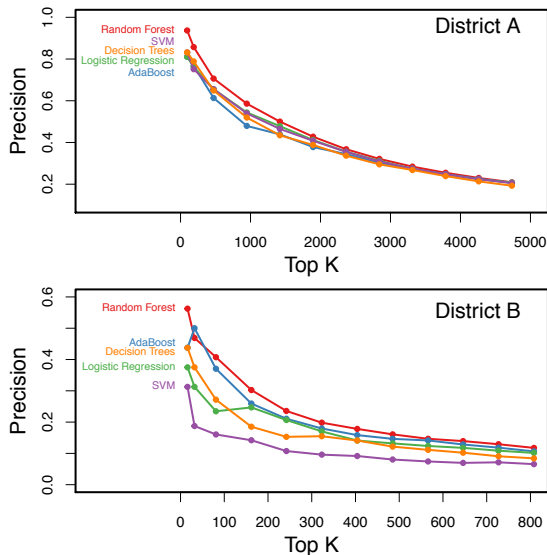 District A
Precision
1.0
0.8
0.6
0.4
0.2
Random Forest
SVM
Decision Trees
Logistic Regression
AdaBoost
0 1000 2000 3000 4000 5000
Top K
District B
Precision
0.6
0.4
0.2
0.0
Random Forest
AdaBoost
Decision Trees
Logistic Regression
SVM
0 100 200 300 400 500 600 700 800
Top K